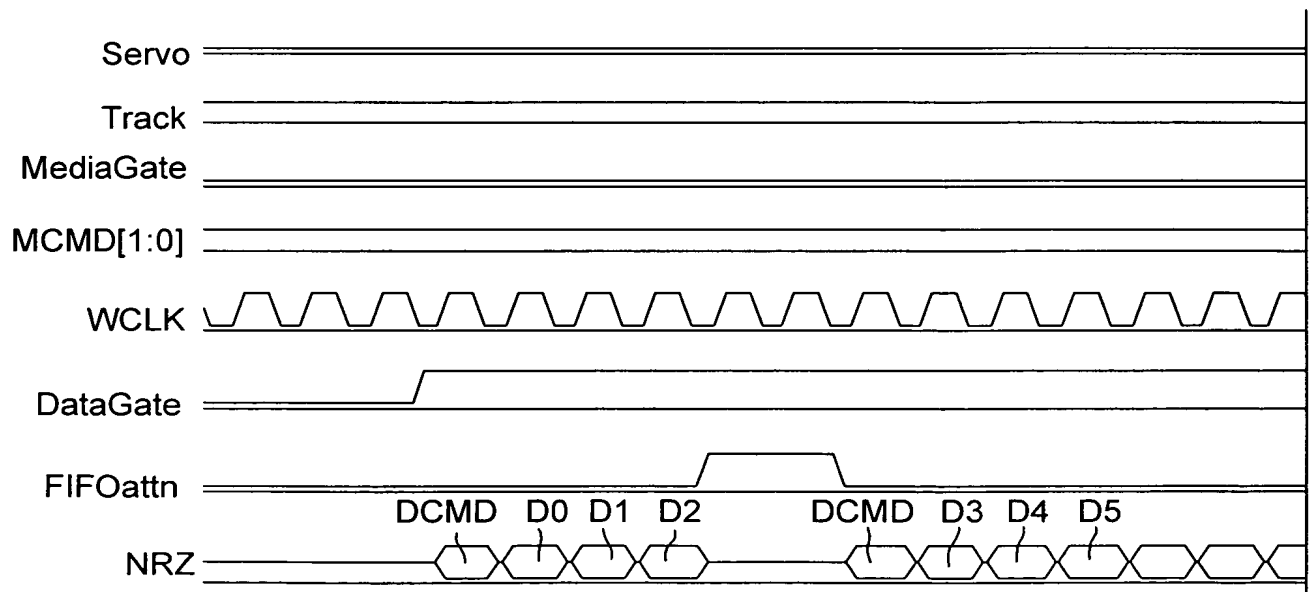 Servo
Track
MediaGate
MCMD[1:0]
WCLK
DataGate
FIFOattn
DCMD D0 D1 D2 DCMD D3 D4 D5
NRZ